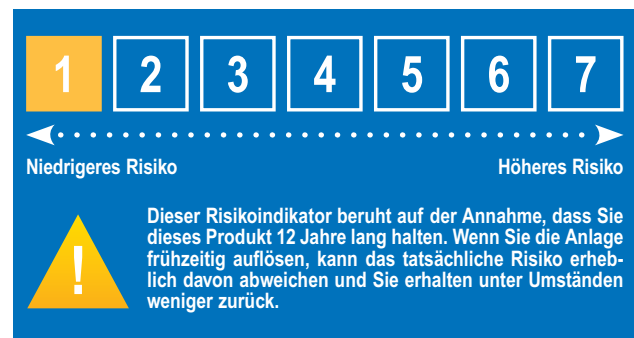 1 2 3 4 5 6 7
Niedrigeres Risiko Höheres Risiko
!
Dieser Risikoindikator beruht auf der Annahme, dass Sie
dieses Produkt 12 Jahre lang halten. Wenn Sie die Anlage
frühzeitig auflösen, kann das tatsächliche Risiko erheb-
lich davon abweichen und Sie erhalten unter Umständen
weniger zurück.